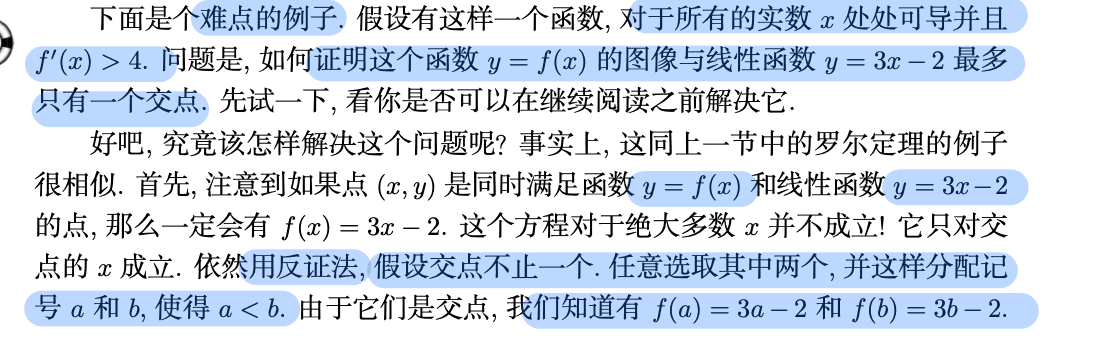 下面是个难点的例子. 假设有这样一个函数, 对于所有的实数 x 处处可导并且
f′(x) > 4. 问题是, 如何证明这个函数 y = f(x) 的图像与线性函数 y = 3x − 2 最多
只有一个交点. 先试一下, 看你是否可以在继续阅读之前解决它.
好吧, 究竟该怎样解决这个问题呢? 事实上, 这同上一节中的罗尔定理的例子
很相似. 首先, 注意到如果点 (x, y) 是同时满足函数 y = f(x) 和线性函数 y = 3x−2
的点, 那么一定会有 f(x) = 3x − 2. 这个方程对于绝大多数 x 并不成立! 它只对交
点的 x 成立. 依然用反证法, 假设交点不止一个. 任意选取其中两个, 并这样分配记
号 a 和 b, 使得 a < b. 由于它们是交点, 我们知道有 f(a) = 3a − 2 和 f(b) = 3b − 2.